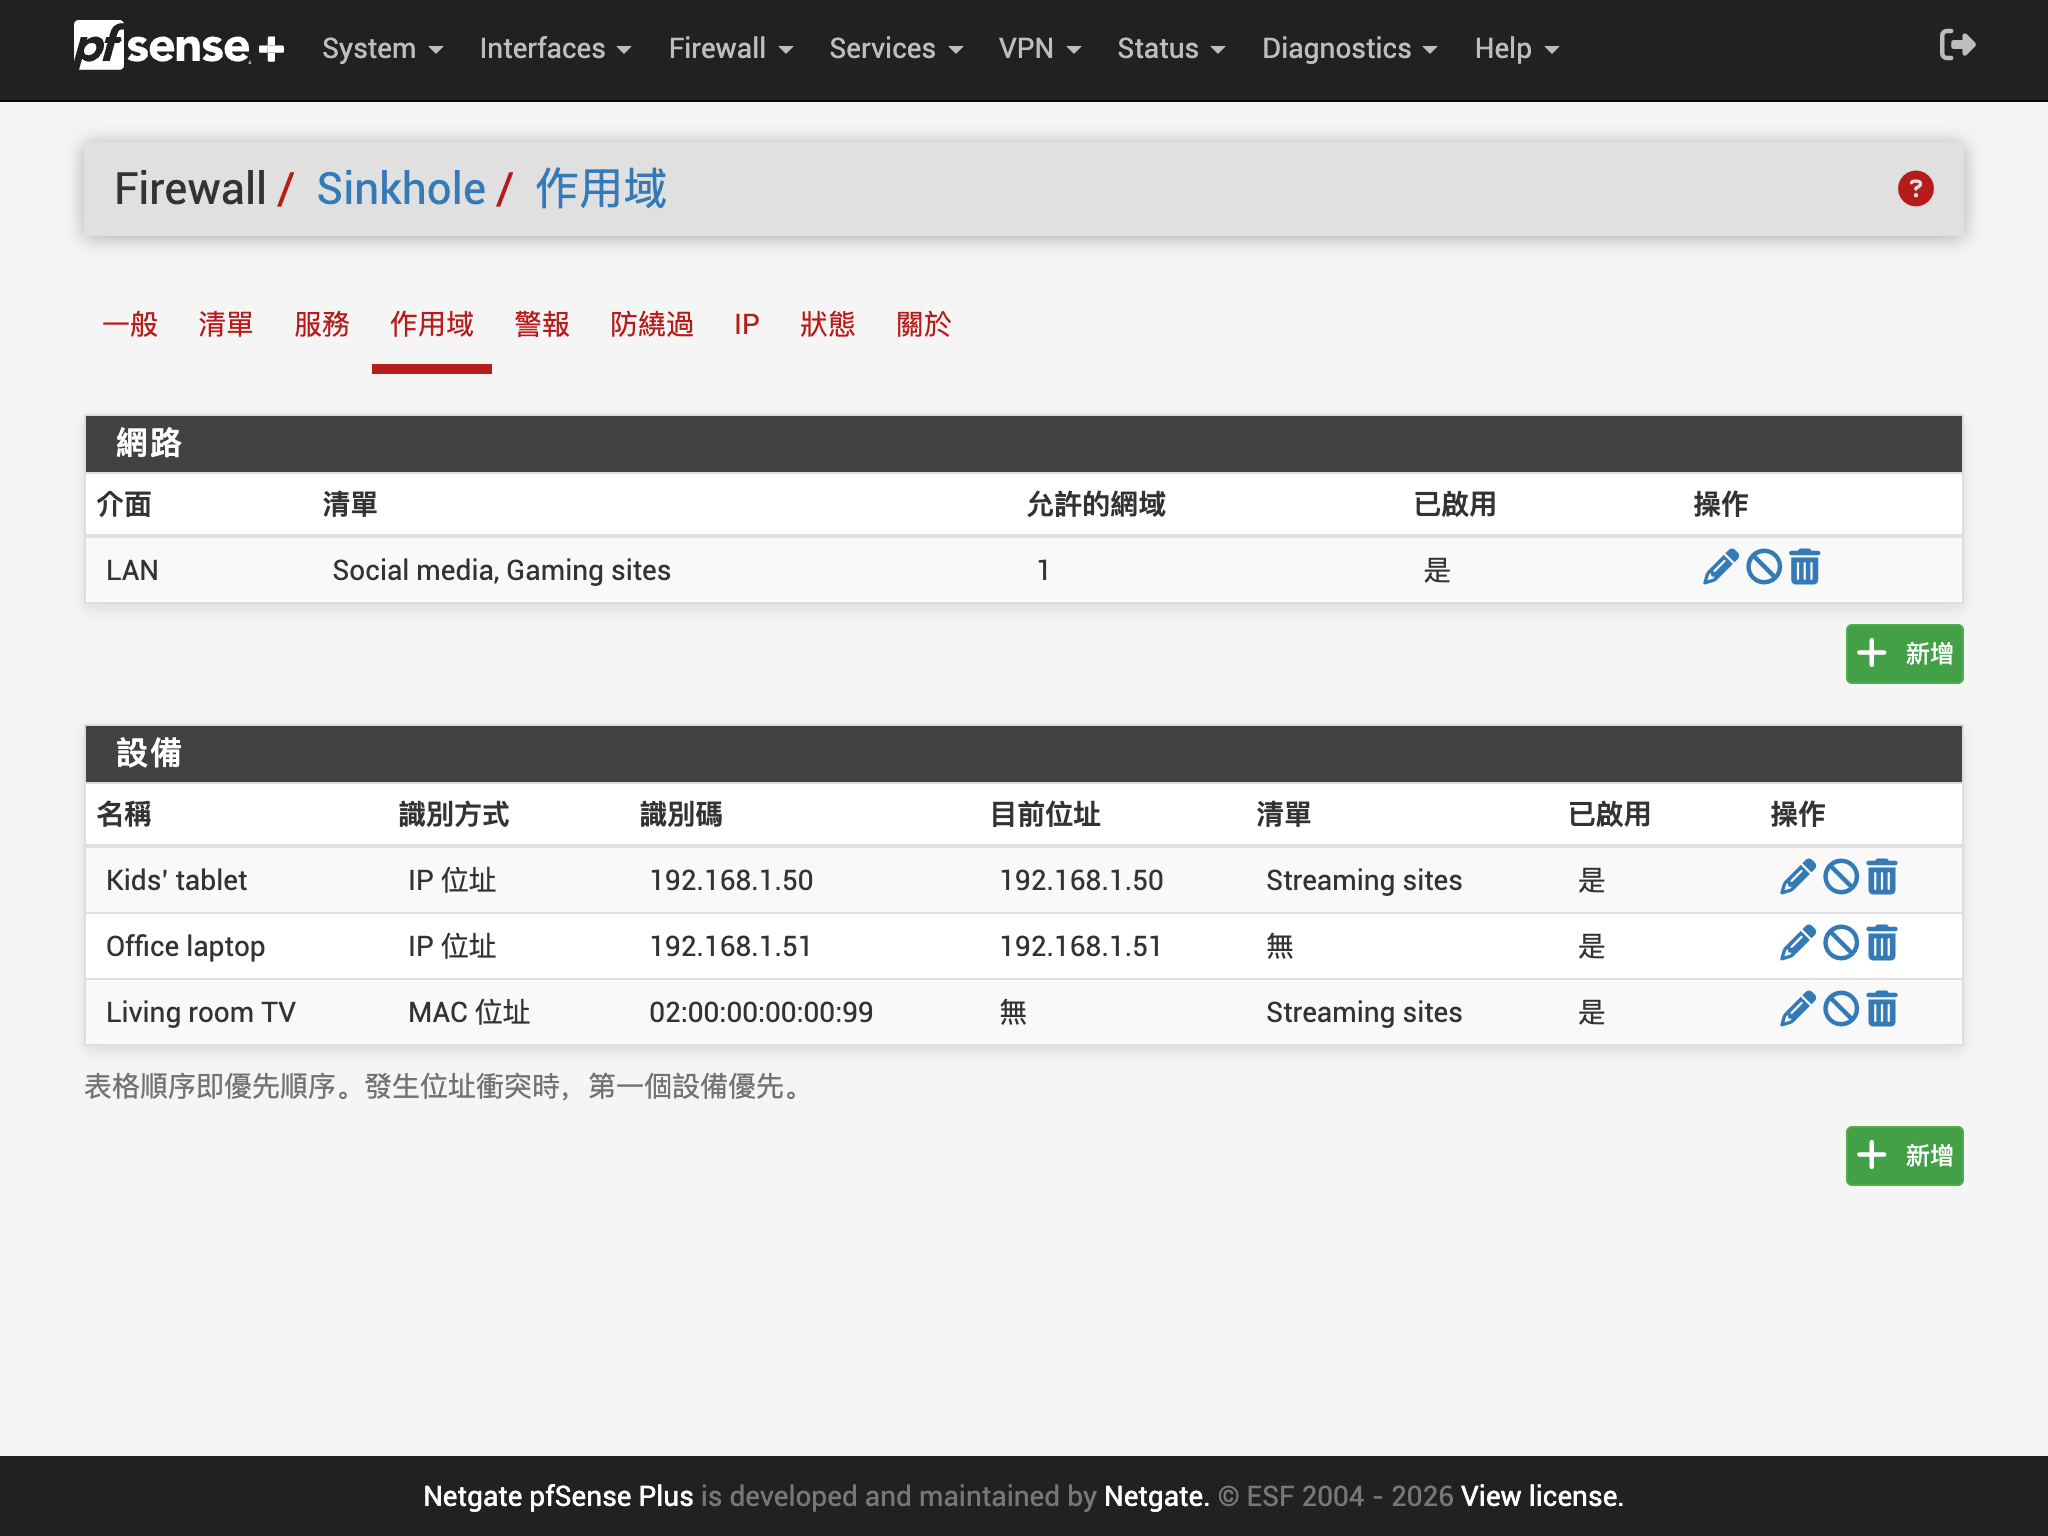 pfsense+ System Interfaces Firewall Services VPN Status Diagnostics Help
Firewall / Sinkhole / 作用域
一般 清單 服務 作用域 警報 防繞過 IP 狀態 關於
網路
介面 清單 允許的網域 已啟用 操作
LAN Social media, Gaming sites 1 是
新增
設備
名稱 識別方式 識別碼 目前位址 清單 已啟用 操作
Kids' tablet IP 位址 192.168.1.50 192.168.1.50 Streaming sites 是
Office laptop IP 位址 192.168.1.51 192.168.1.51 無 是
Living room TV MAC 位址 02:00:00:00:00:99 無 Streaming sites 是
表格順序即優先順序。發生位址衝突時，第一個設備優先。
新增
Netgate pfSense Plus is developed and maintained by Netgate. © ESF 2004 - 2026 View license.